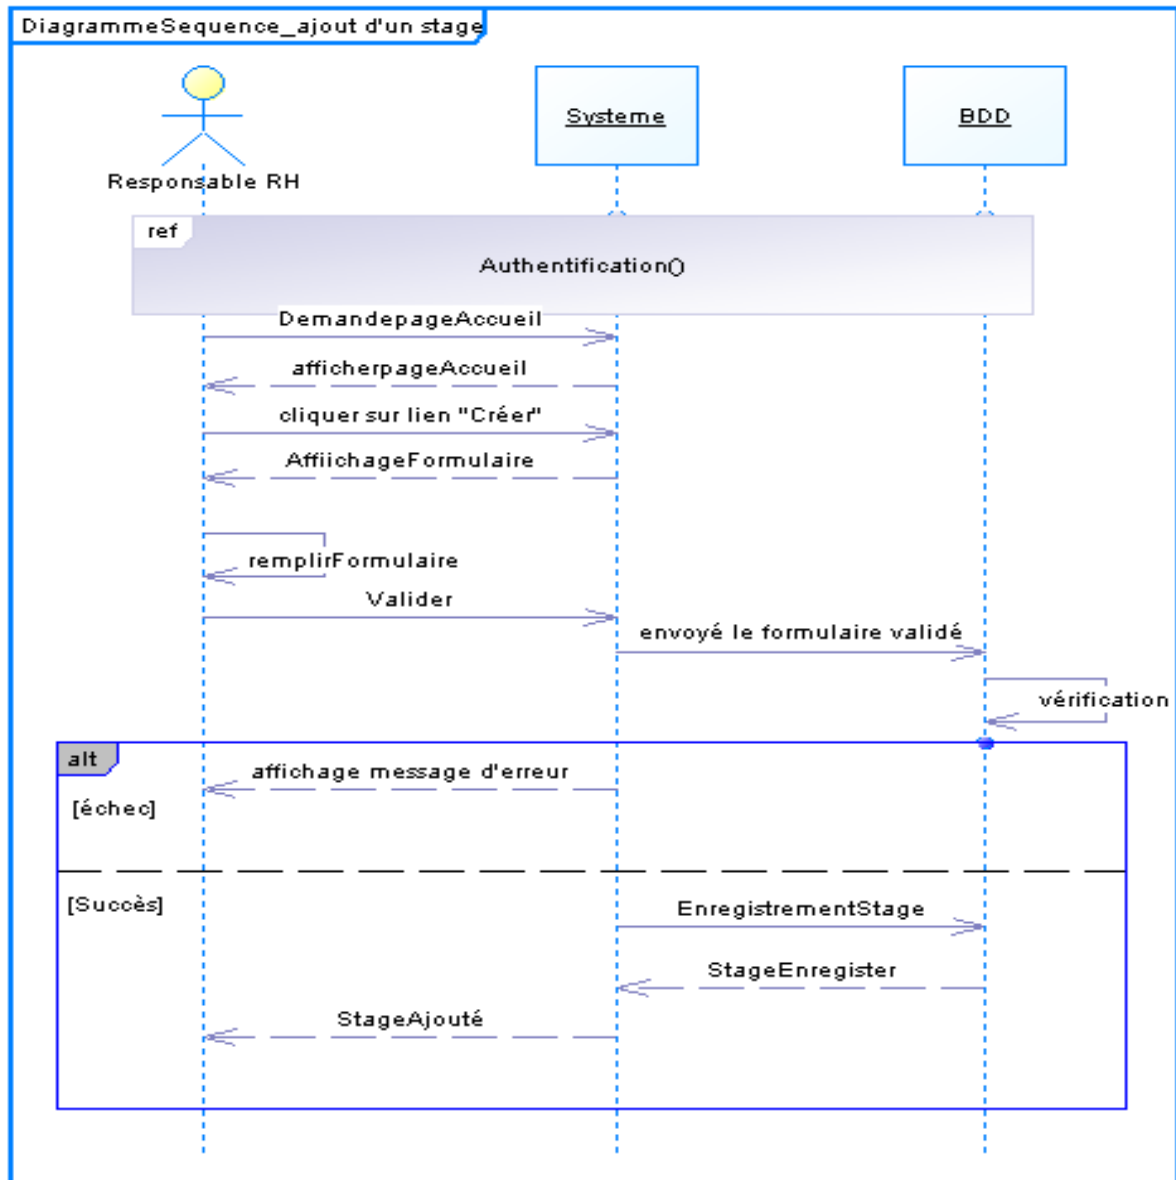 DiagrammeSequence_ajout d'un stage
Systeme
BDD
Responsable RH
ref
Authentification()
DemandepageAccueil
afficherpageAccueil
cliquer sur lien "Créer"
AffiichageFormulaire
remplirFormulaire
Valider
envoyé le formulaire validé
vérification
alt
affichage message d'erreur
[échec]
[Succès]
EnregistrementStage
StageEnregister
StageAjouté